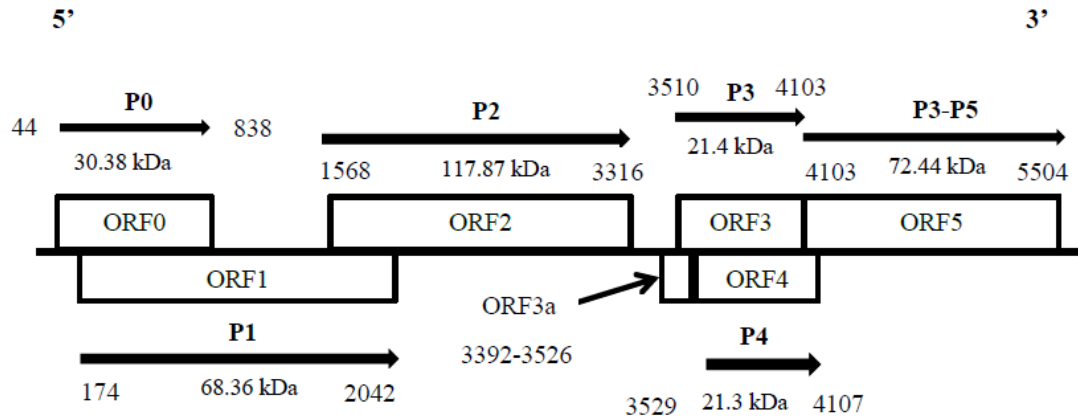 5’ 3’
3510 4103
P0 P2 P3 P3-P5
44 838
30.38 kDa 117.87 kDa 21.4 kDa 72.44 kDa
1568 3316 4103 5504
ORF0 ORF2 ORF3 ORF5
ORF1 ORF4
ORF3a
P1 P4
3392-3526
174 68.36 kDa 2042
3529 21.3 kDa 4107